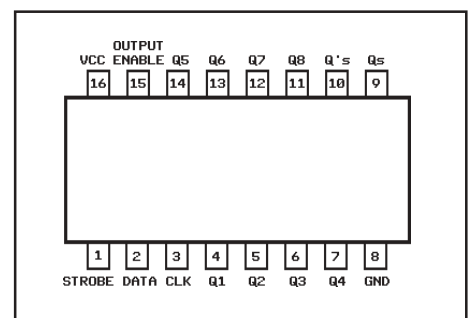 OUTPUT
VCC ENABLE Q5 Q6 Q7 Q8 Q's Qs
16 15 14 13 12 11 10 9
1 2 3 4 5 6 7 8
STROBE DATA CLK Q1 Q2 Q3 Q4 GND